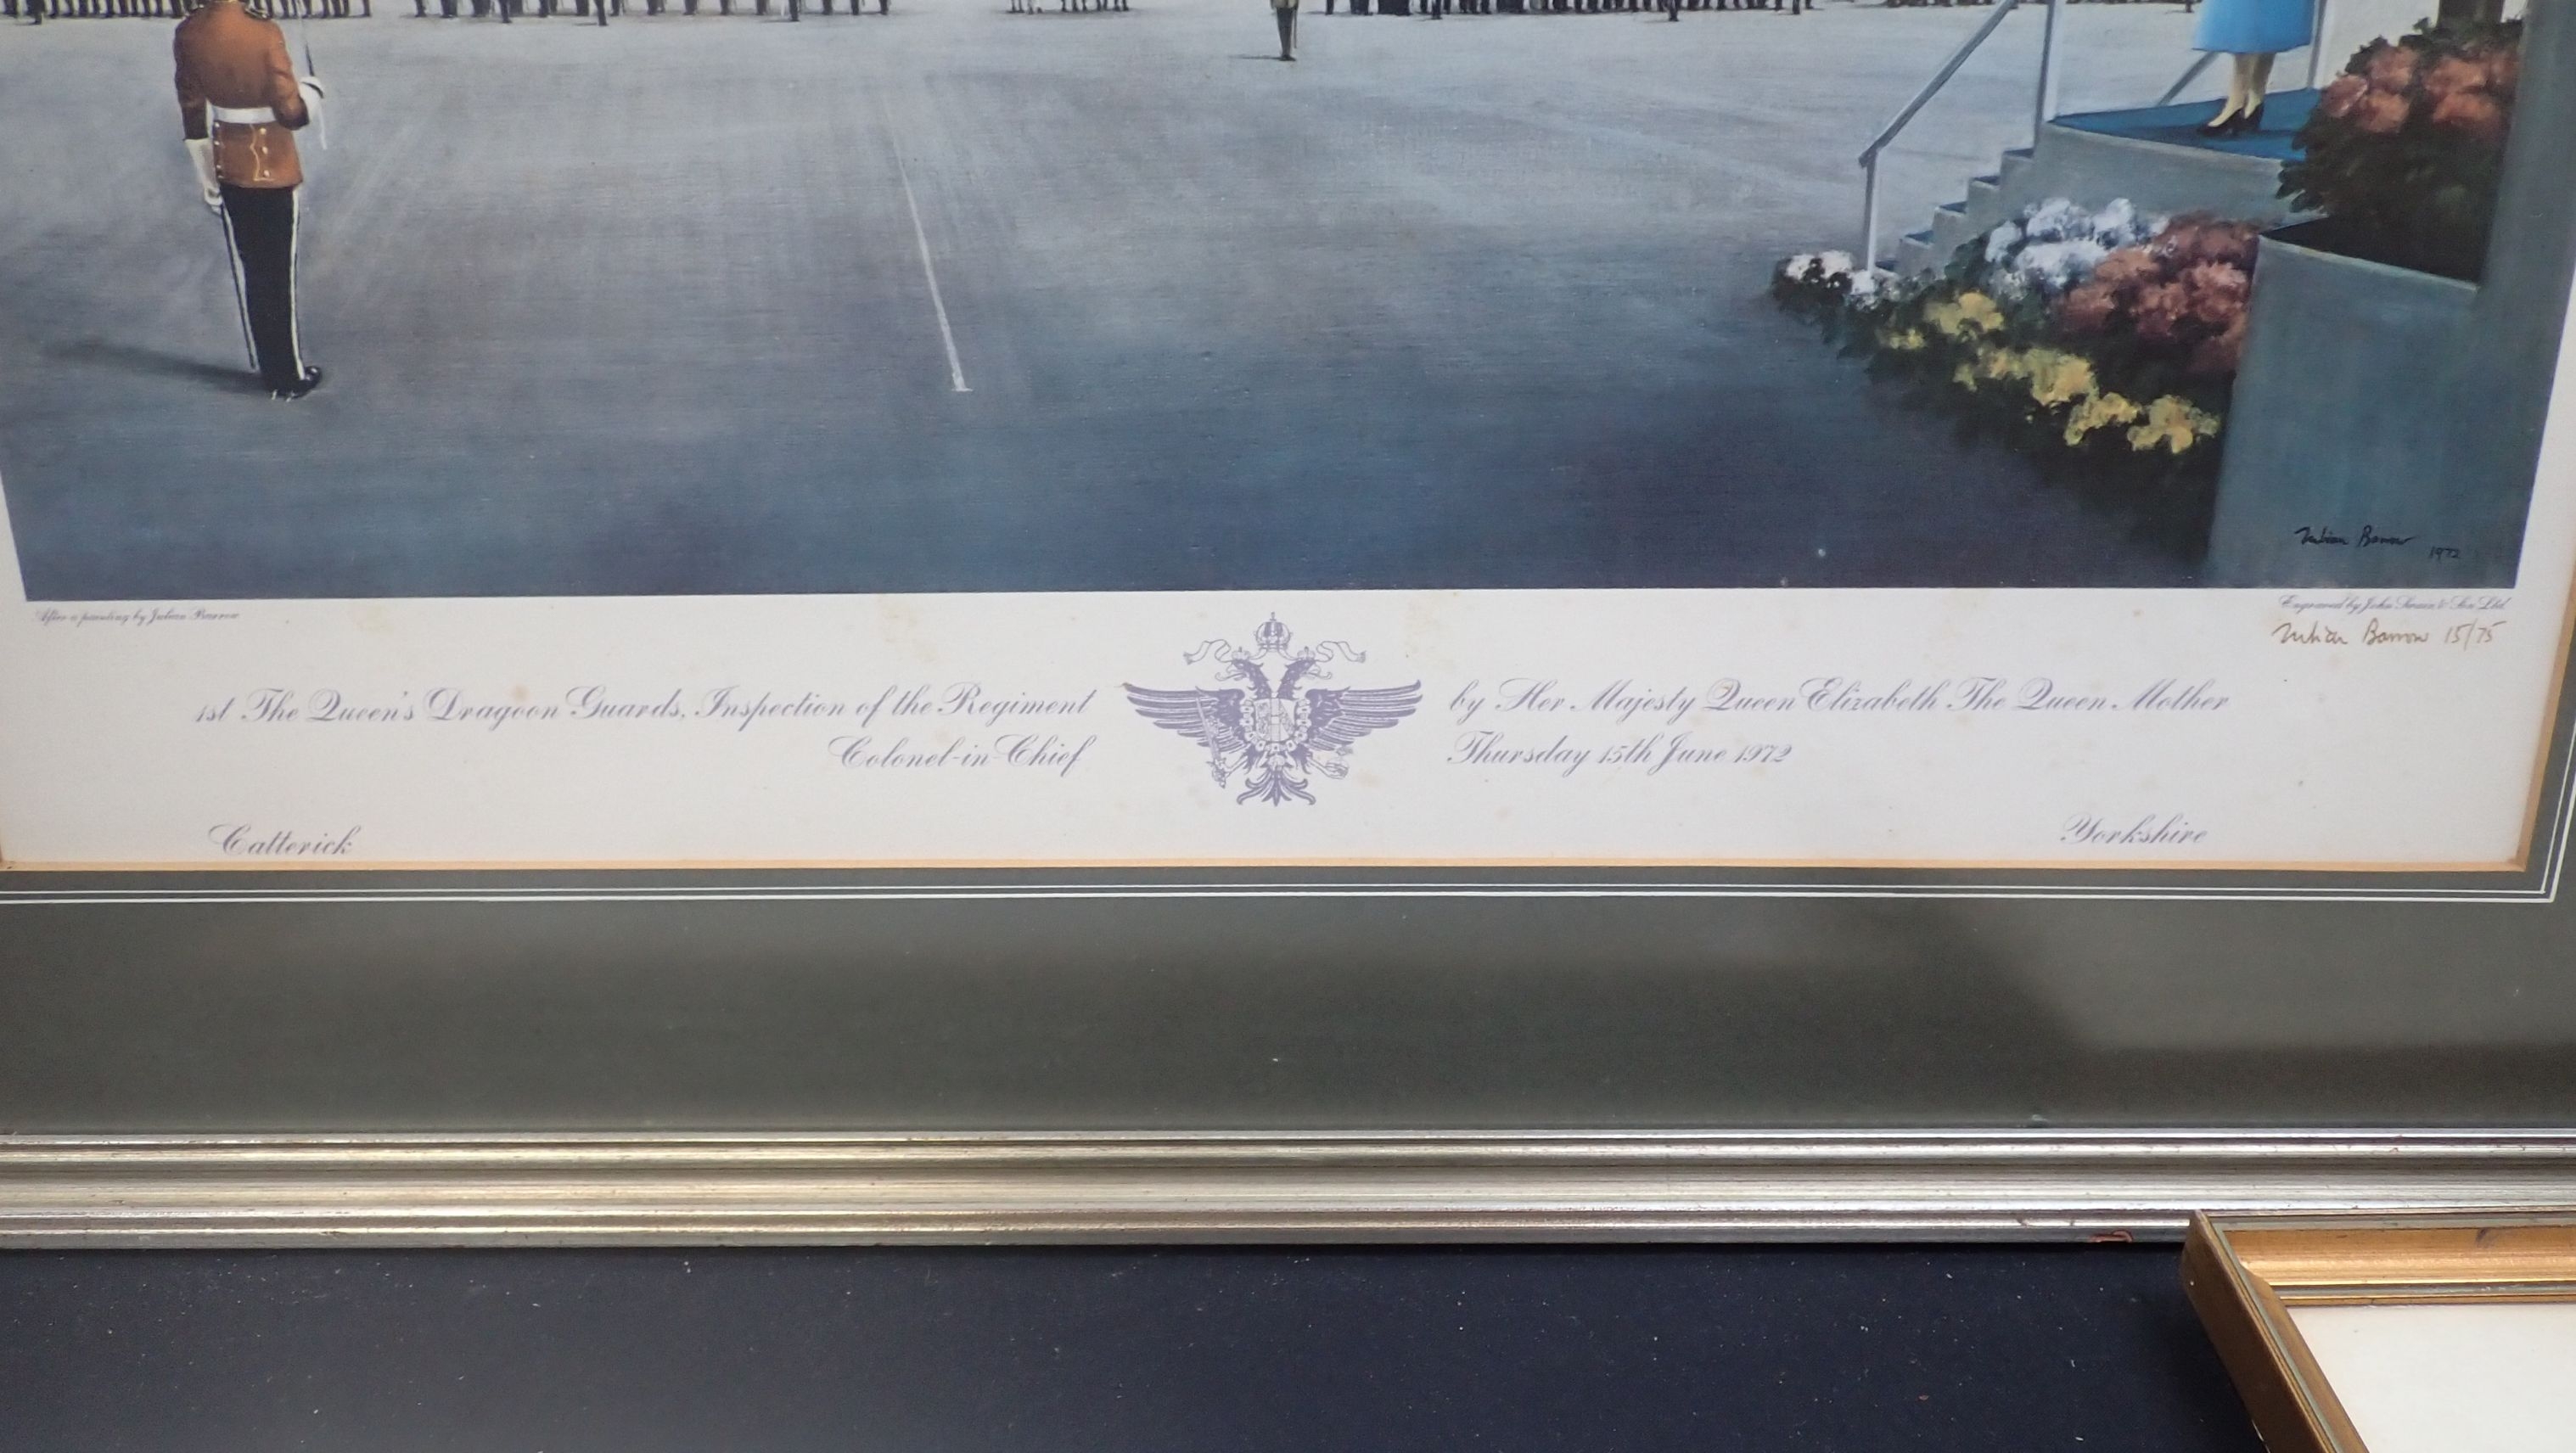 Julian Barrow
1972
After a painting by Julian Barrow
Engraved by John Swain & Son Ltd.
Julian Barrow 15/75
1st The Queen's Dragoon Guards, Inspection of the Regiment
by Her Majesty Queen Elizabeth The Queen Mother
Colonel-in-Chief
Thursday 15th June 1972
Catterick
Yorkshire